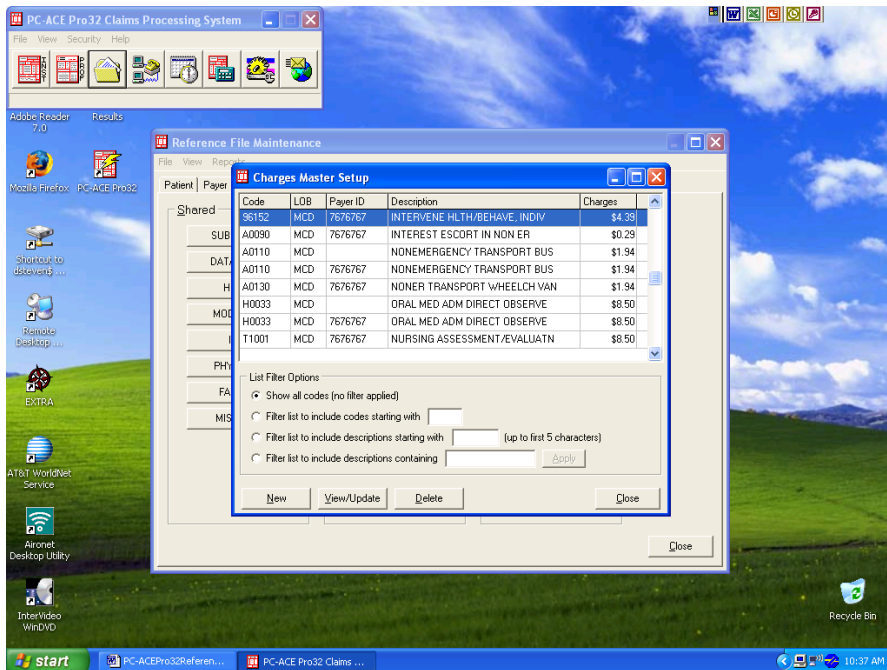 PC-ACE Pro32 Claims Processing System
File View Security Help
INST
PROF
Adobe Reader 7.0
Results
Mozilla Firefox
PC-ACE Pro32
Shortcut to dsteven$ ...
Remote Desktop ...
EXTRA
AT&T WorldNet Service
Aironet Desktop Utility
InterVideo WinDVD
Recycle Bin
Reference File Maintenance
File View Reports
Patient Payer
Shared
SUB
DATA
H
MOD
I
PHY
FA
MIS
Close
Charges Master Setup
Code LOB Payer ID Description Charges
96152 MCD 7676767 INTERVENE HLTH/BEHAVE, INDIV $4.39
A0090 MCD 7676767 INTEREST ESCORT IN NON ER $0.29
A0110 MCD NONEMERGENCY TRANSPORT BUS $1.94
A0110 MCD 7676767 NONEMERGENCY TRANSPORT BUS $1.94
A0130 MCD 7676767 NONER TRANSPORT WHEELCH VAN $1.94
H0033 MCD ORAL MED ADM DIRECT OBSERVE $8.50
H0033 MCD 7676767 ORAL MED ADM DIRECT OBSERVE $8.50
T1001 MCD 7676767 NURSING ASSESSMENT/EVALUATN $8.50
List Filter Options
Show all codes (no filter applied)
Filter list to include codes starting with
Filter list to include descriptions starting with (up to first 5 characters)
Filter list to include descriptions containing Apply
New View/Update Delete Close
start PC-ACEPro32Referen... PC-ACE Pro32 Claims ... 10:37 AM